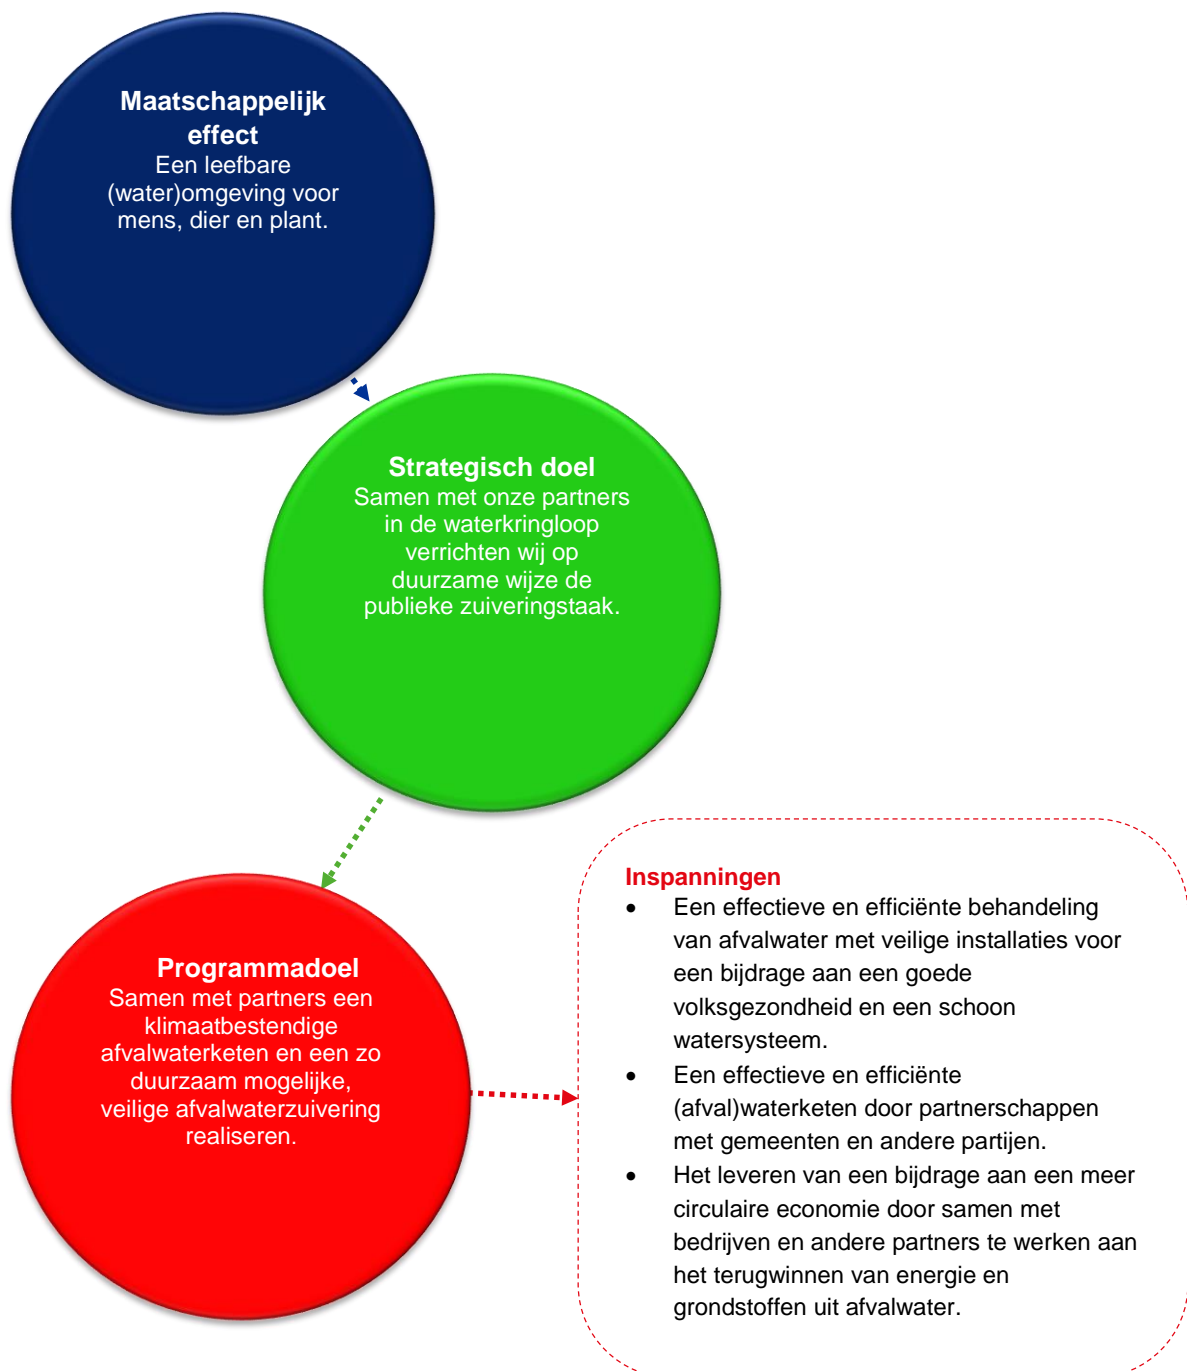 Maatschappelijk
effect
Een leefbare
(water)omgeving voor
mens, dier en plant.
Strategisch doel
Samen met onze partners
in de waterkringloop
verrichten wij op
duurzame wijze de
publieke zuiveringstaak.
Programmadoel
Samen met partners een
klimaatbestendige
afvalwaterketen en een zo
duurzaam mogelijke,
veilige afvalwaterzuivering
realiseren.
Inspanningen
• Een effectieve en efficiënte behandeling
van afvalwater met veilige installaties voor
een bijdrage aan een goede
volksgezondheid en een schoon
watersysteem.
• Een effectieve en efficiënte
(afval)waterketen door partnerschappen
met gemeenten en andere partijen.
• Het leveren van een bijdrage aan een meer
circulaire economie door samen met
bedrijven en andere partners te werken aan
het terugwinnen van energie en
grondstoffen uit afvalwater.